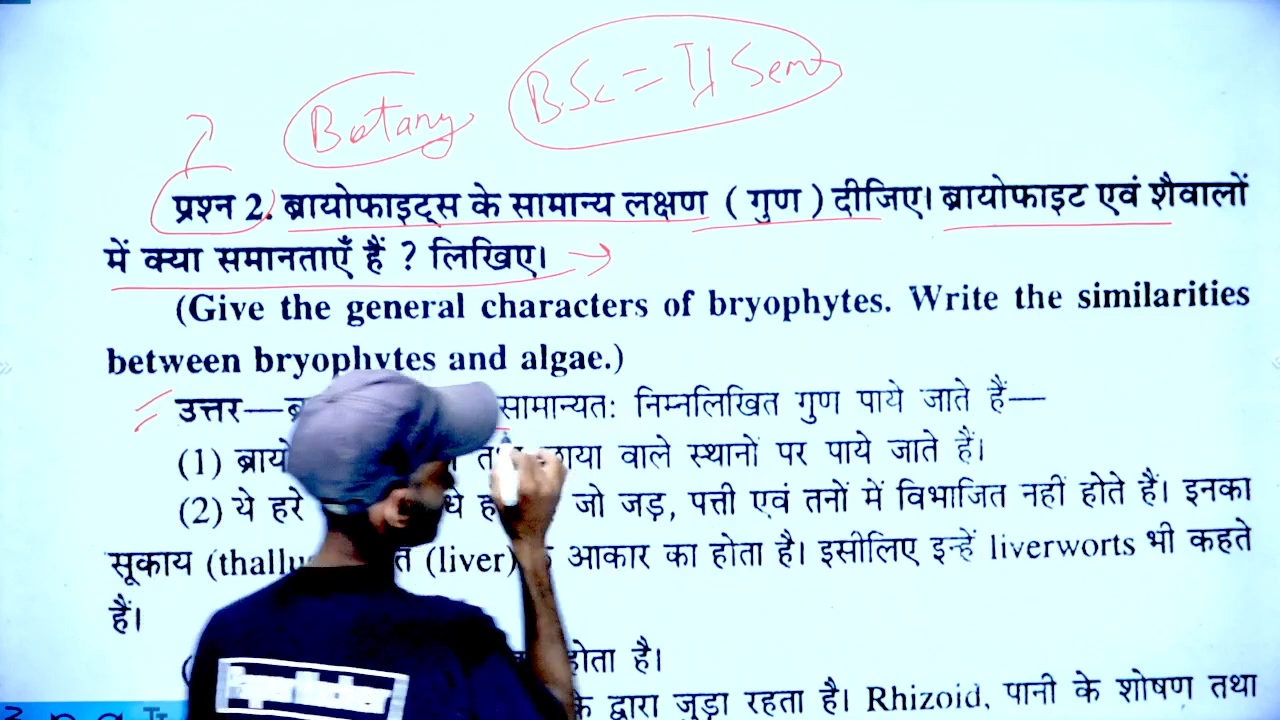 Botany BSc = II Sem
प्रश्न 2. ब्रायोफाइट्स के सामान्य लक्षण ( गुण ) दीजिए। ब्रायोफाइट एवं शैवालों
में क्या समानताएँ हैं ? लिखिए।
(Give the general characters of bryophytes. Write the similarities
between bryophytes and algae.)
उत्तर— सामान्यत: निम्नलिखित गुण पाये जाते हैं—
(1) वाले स्थानों पर पाये जाते हैं।
(2) ये हरे जो जड़, पत्ती एवं तनों में विभाजित नहीं होते हैं। इनका
सूकाय (liver) आकार का होता है। इसीलिए इन्हें liverworts भी कहते
हैं।
होता है।
के द्वारा जुड़ा रहता है। Rhizoid, पानी के शोषण तथा